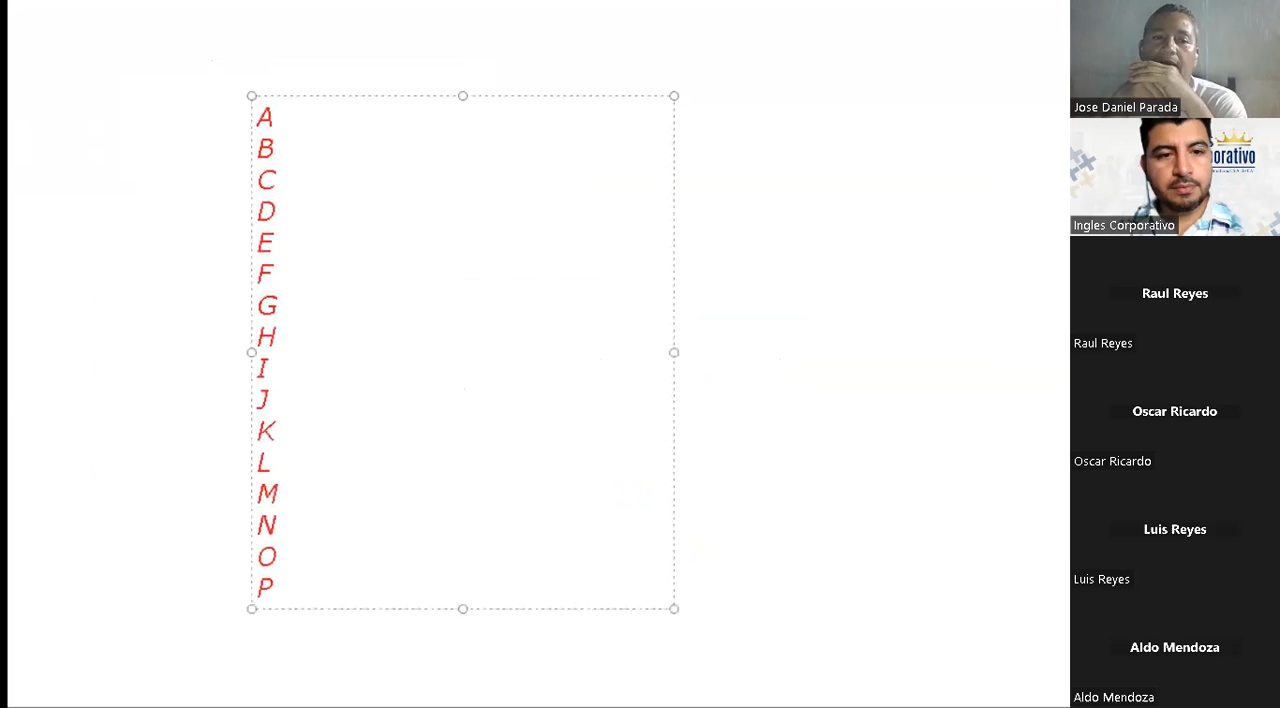 A
B
C
D
E
F
G
H
I
J
K
L
M
N
O
P
Jose Daniel Parada
orativo
Ingles Corporativo
Raul Reyes
Raul Reyes
Oscar Ricardo
Oscar Ricardo
Luis Reyes
Luis Reyes
Aldo Mendoza
Aldo Mendoza